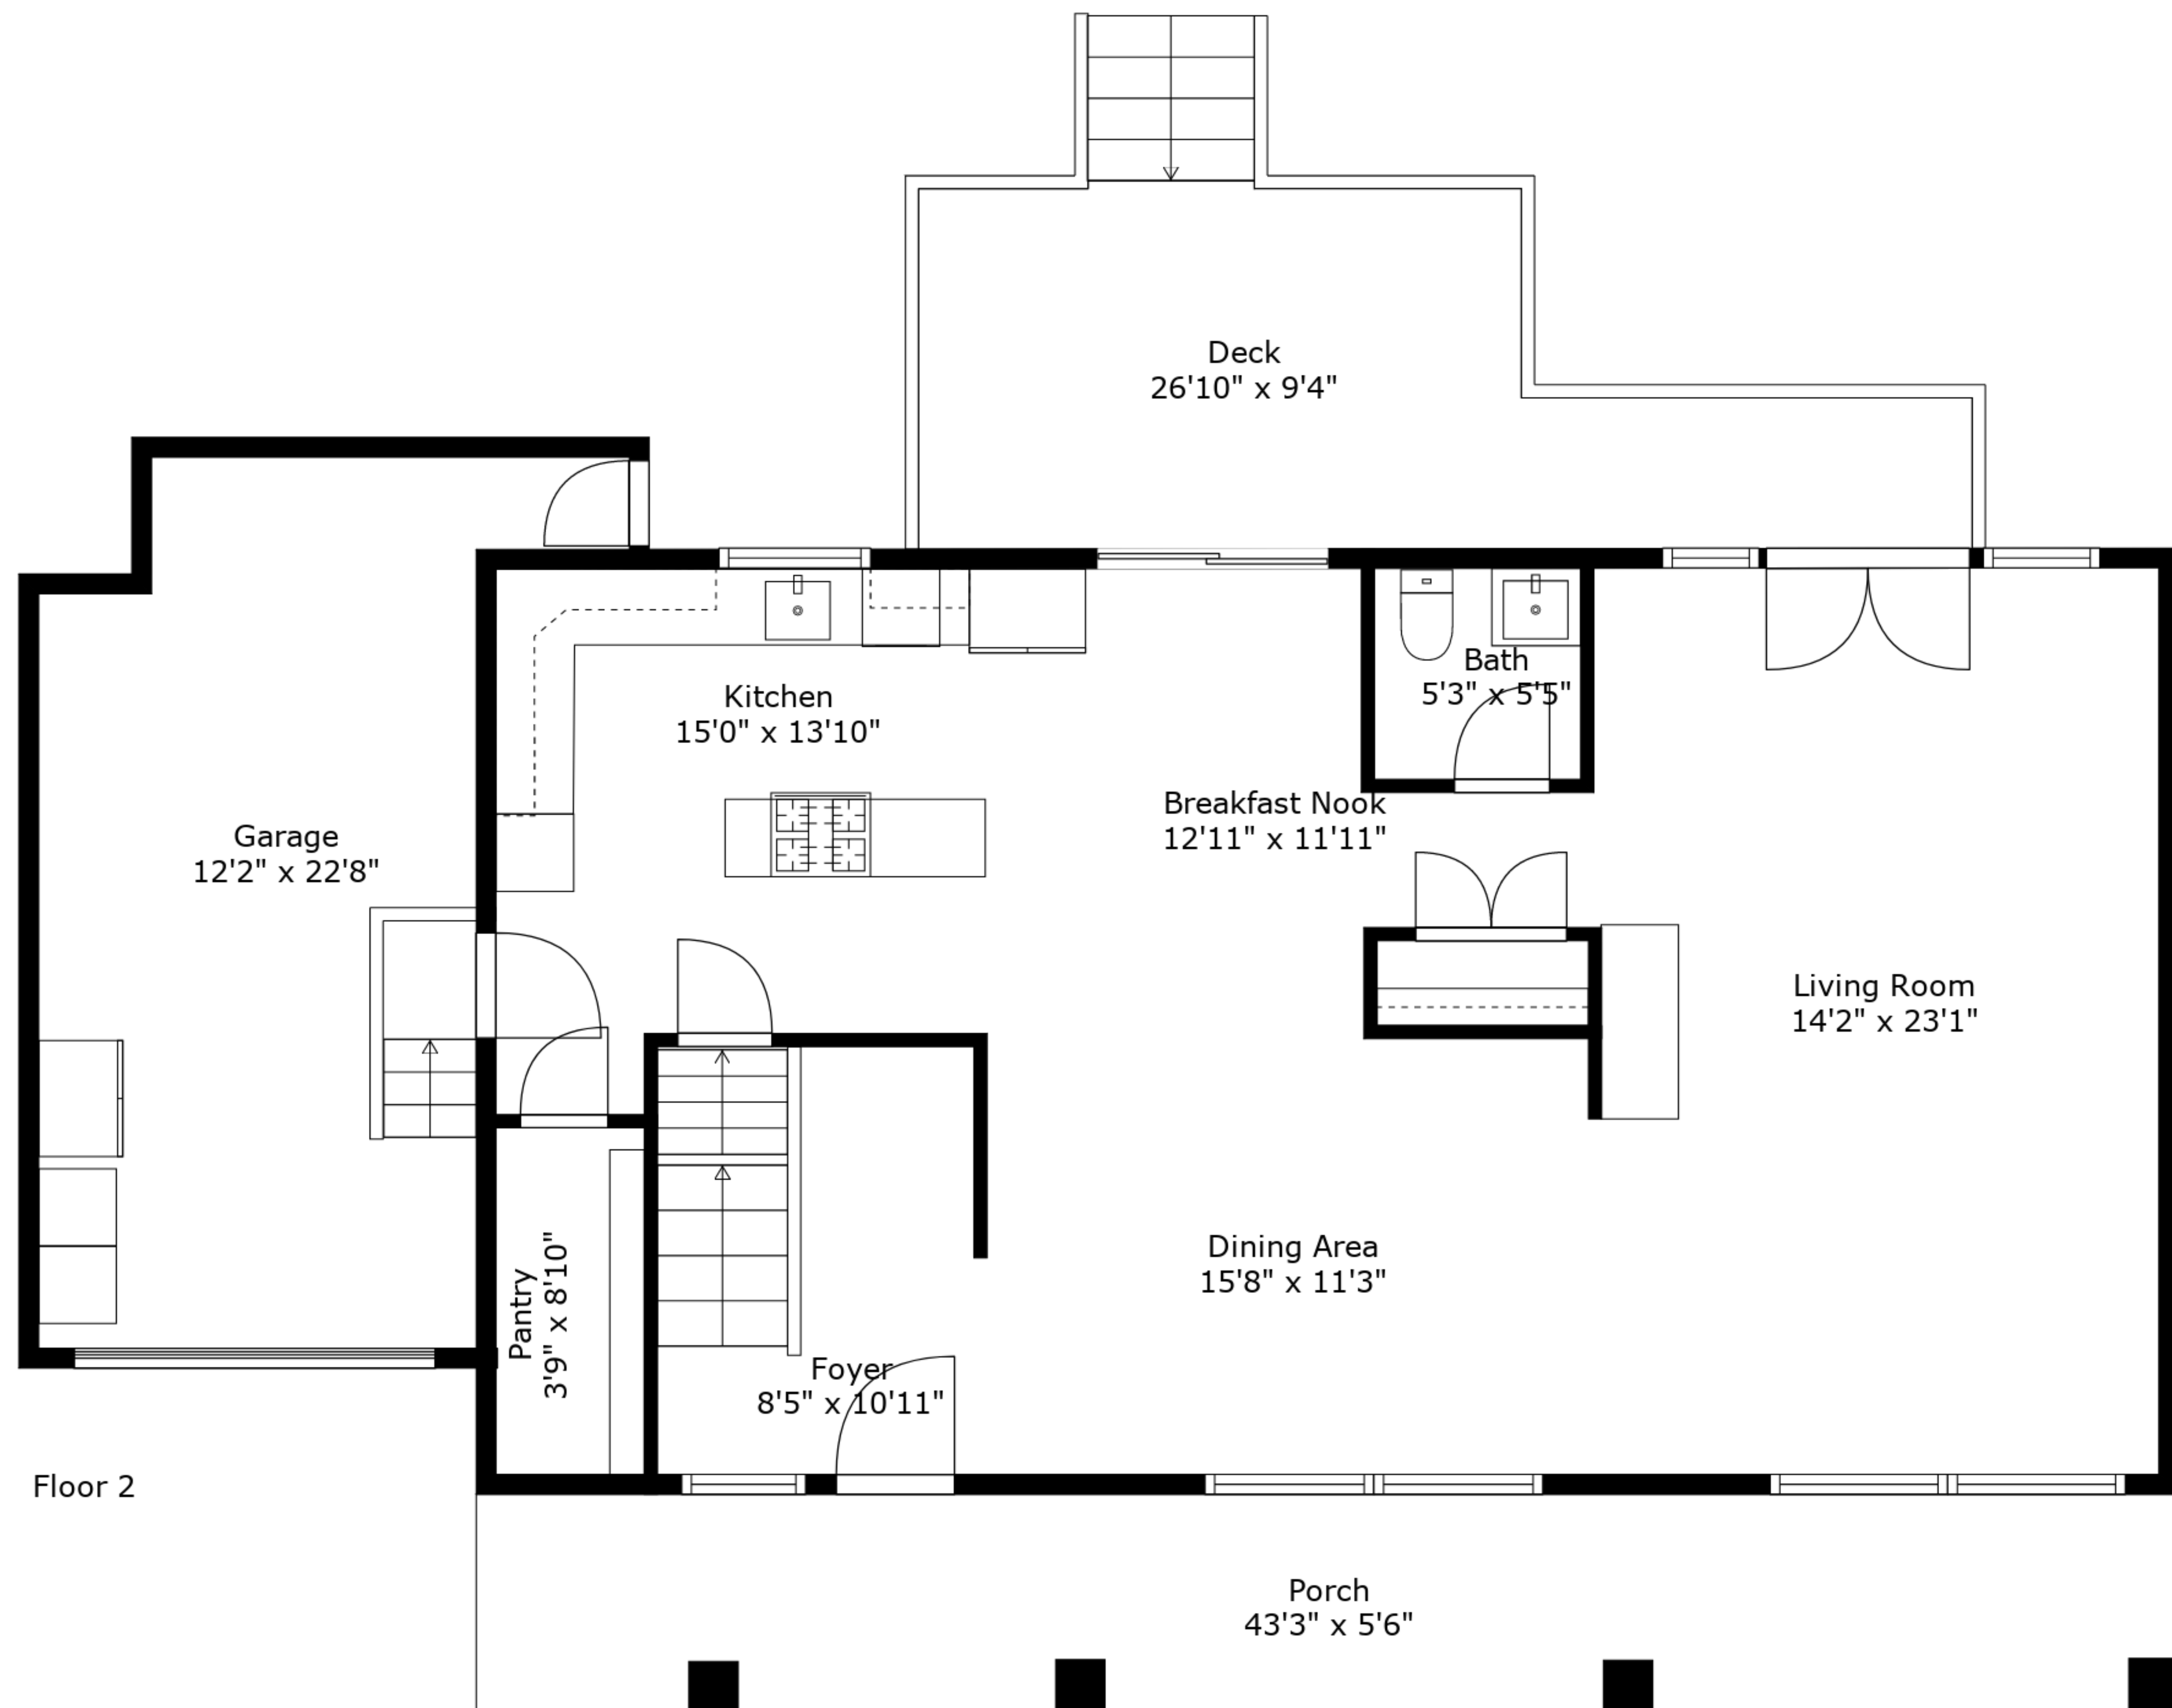 Deck
26'10" x 9'4"
Kitchen
15'0" x 13'10"
Bath
5'3" x 5'5"
Breakfast Nook
12'11" x 11'11"
Garage
12'2" x 22'8"
Living Room
14'2" x 23'1"
Dining Area
15'8" x 11'3"
Pantry
3'9" x 8'10"
Foyer
8'5" x 10'11"
Floor 2
Porch
43'3" x 5'6"